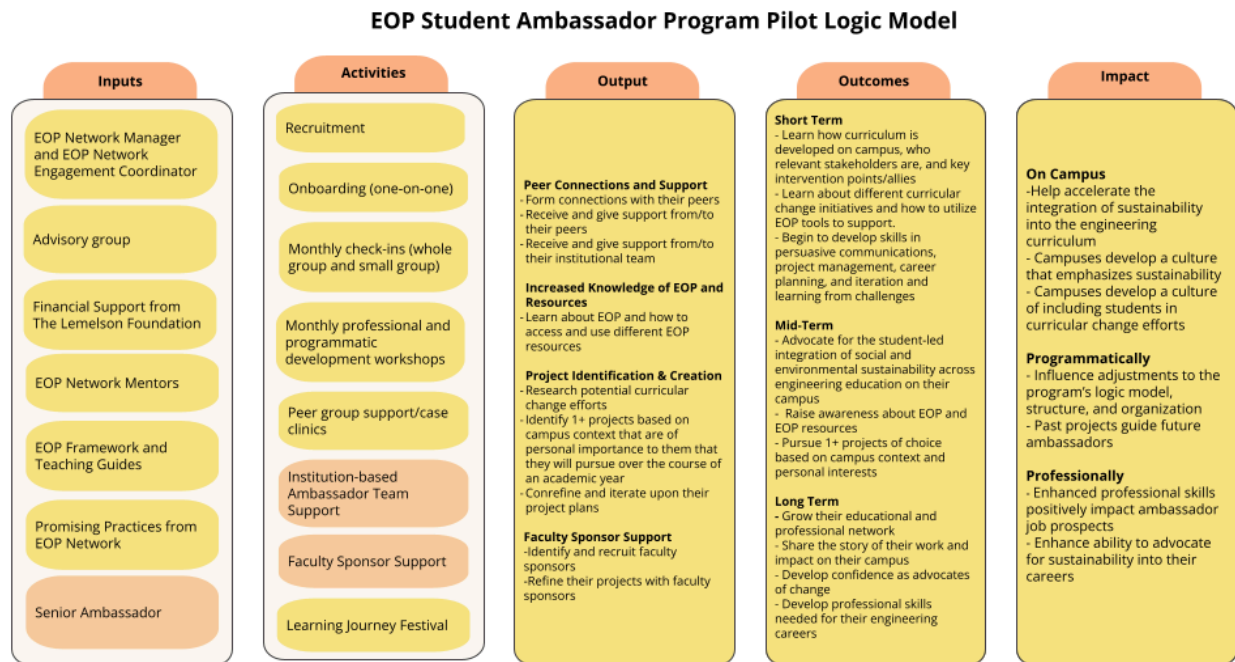 EOP Student Ambassador Program Pilot Logic Model
Inputs
EOP Network Manager
and EOP Network
Engagement Coordinator
Advisory group
Financial Support from
The Lemelson Foundation
EOP Network Mentors
EOP Framework and
Teaching Guides
Promising Practices from
EOP Network
Senior Ambassador
Activities
Recruitment
Onboarding (one-on-one)
Monthly check-ins (whole
group and small group)
Monthly professional and
programmatic
development workshops
Peer group support/case
clinics
Institution-based
Ambassador Team
Support
Faculty Sponsor Support
Learning Journey Festival
Output
Peer Connections and Support
- Form connections with their peers
- Receive and give support from/to
their peers
- Receive and give support from/to
their institutional team
Increased Knowledge of EOP and
Resources
- Learn about EOP and how to
access and use different EOP
resources
Project Identification & Creation
- Research potential curricular
change efforts
- Identify 1+ projects based on
campus context that are of
personal importance to them that
they will pursue over the course of
an academic year
- Conrefine and iterate upon their
project plans
Faculty Sponsor Support
-Identify and recruit faculty
sponsors
-Refine their projects with faculty
sponsors
Outcomes
Short Term
- Learn how curriculum is
developed on campus, who
relevant stakeholders are, and key
intervention points/allies
- Learn about different curricular
change initiatives and how to utilize
EOP tools to support.
- Begin to develop skills in
persuasive communications,
project management, career
planning, and iteration and
learning from challenges
Mid-Term
- Advocate for the student-led
integration of social and
environmental sustainability across
engineering education on their
campus
- Raise awareness about EOP and
EOP resources
- Pursue 1+ projects of choice
based on campus context and
personal interests
Long Term
- Grow their educational and
professional network
- Share the story of their work and
impact on their campus
- Develop confidence as advocates
of change
- Develop professional skills
needed for their engineering
careers
Impact
On Campus
-Help accelerate the
integration of sustainability
into the engineering
curriculum
- Campuses develop a culture
that emphasizes sustainability
- Campuses develop a culture
of including students in
curricular change efforts
Programmatically
- Influence adjustments to the
program's logic model,
structure, and organization
- Past projects guide future
ambassadors
Professionally
- Enhanced professional skills
positively impact ambassador
job prospects
- Enhance ability to advocate
for sustainability into their
careers